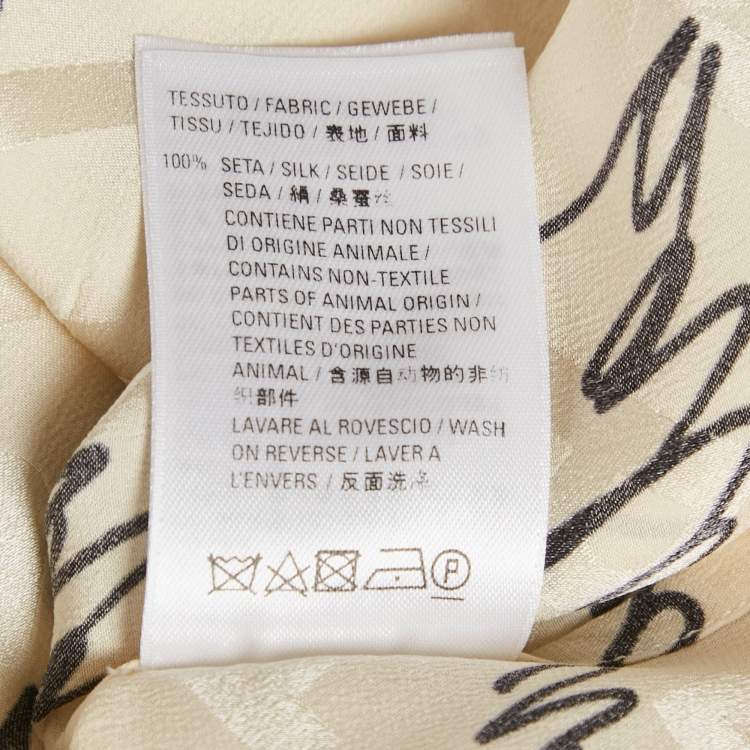 TESSUTO / FABRIC / GEWEBE /
TISSU / TEJIDO / 表地 / 面料
100% SETA / SILK / SEIDE / SOIE /
SEDA / 絹 / 桑蚕丝
CONTIENE PARTI NON TESSILI
DI ORIGINE ANIMALE /
CONTAINS NON-TEXTILE
PARTS OF ANIMAL ORIGIN /
CONTIENT DES PARTIES NON
TEXTILES D'ORIGINE
ANIMAL / 含源自动物的非纺
织部件
LAVARE AL ROVESCIO / WASH
ON REVERSE / LAVER A
L'ENVERS / 反面洗涤
P